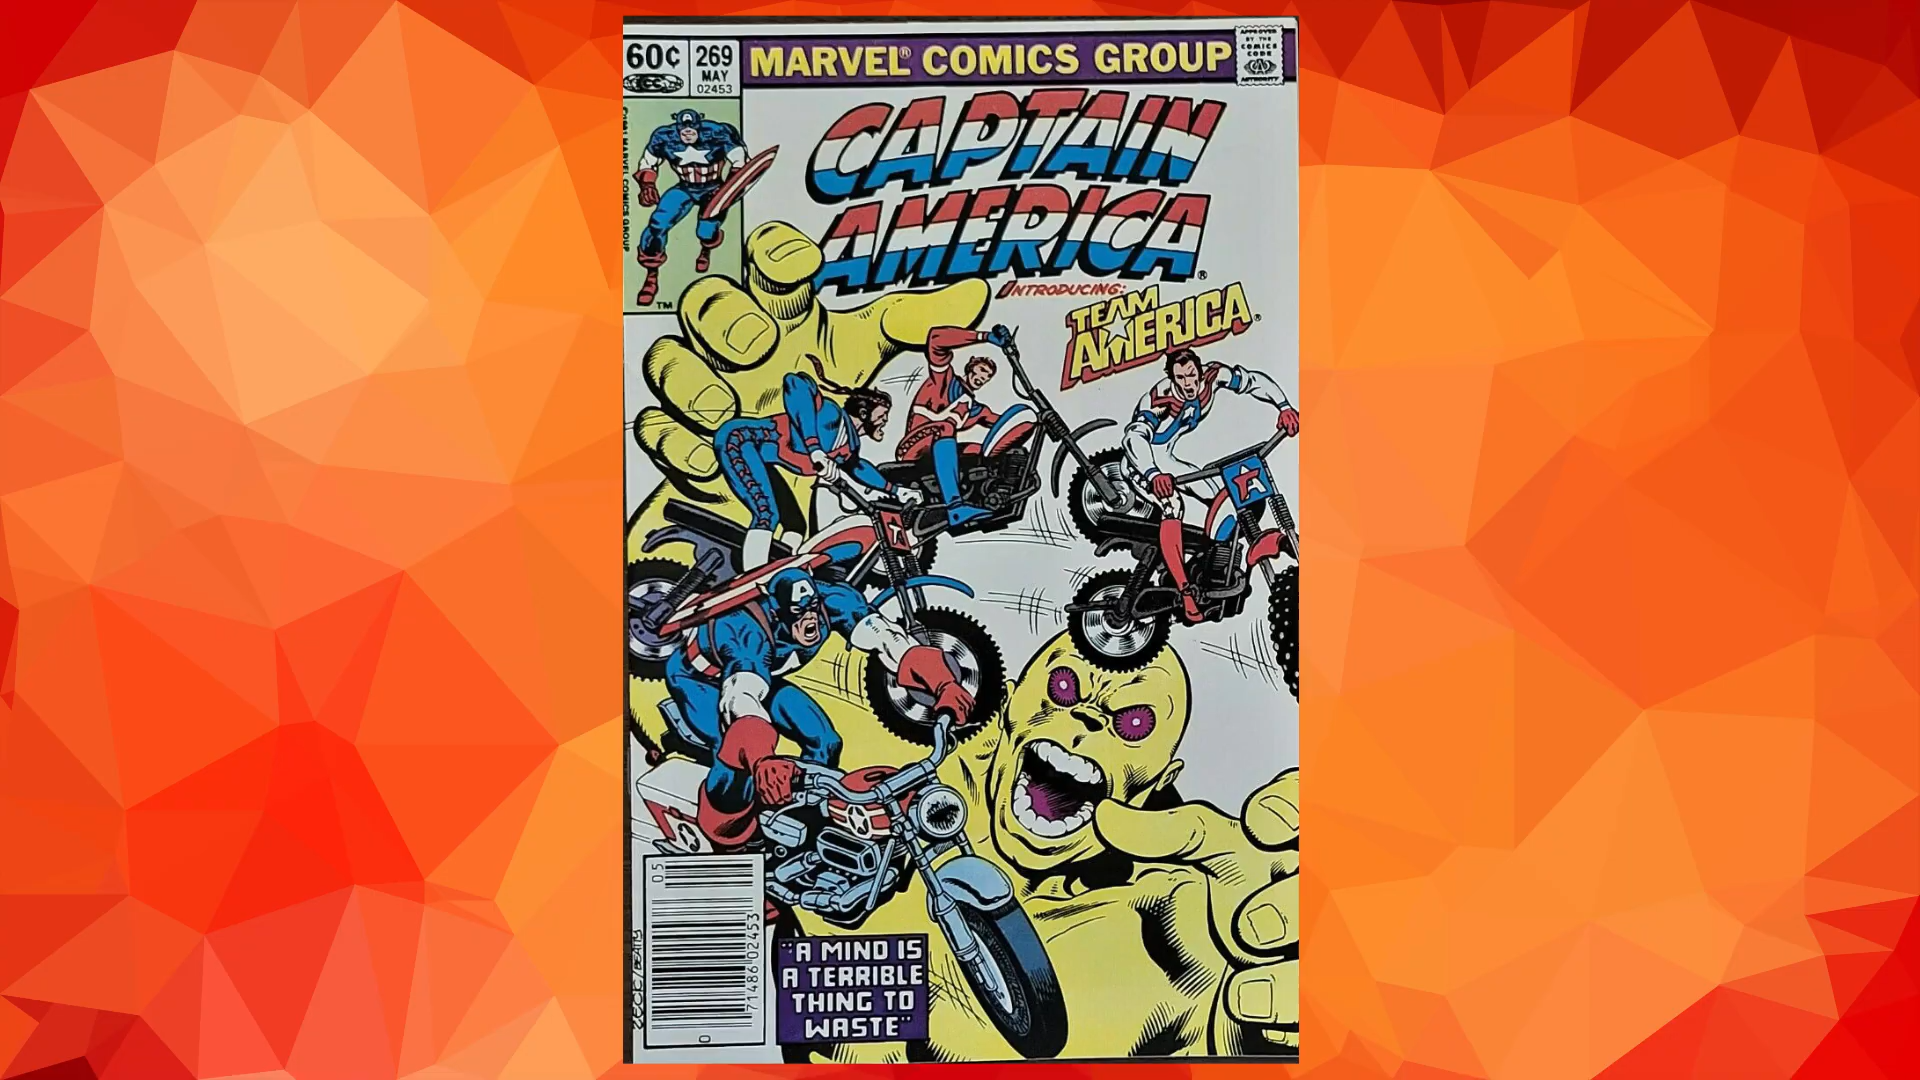 60¢
269
MAY
02453
MARVEL® COMICS GROUP
APPROVED
BY THE
COMICS
CODE
AUTHORITY
CAPTAIN
AMERICA®
INTRODUCING:
TEAM
AMERICA®
TM
A
A
05
71486 02453
0
"A MIND IS
A TERRIBLE
THING TO
WASTE"
ZECK/BEATTY